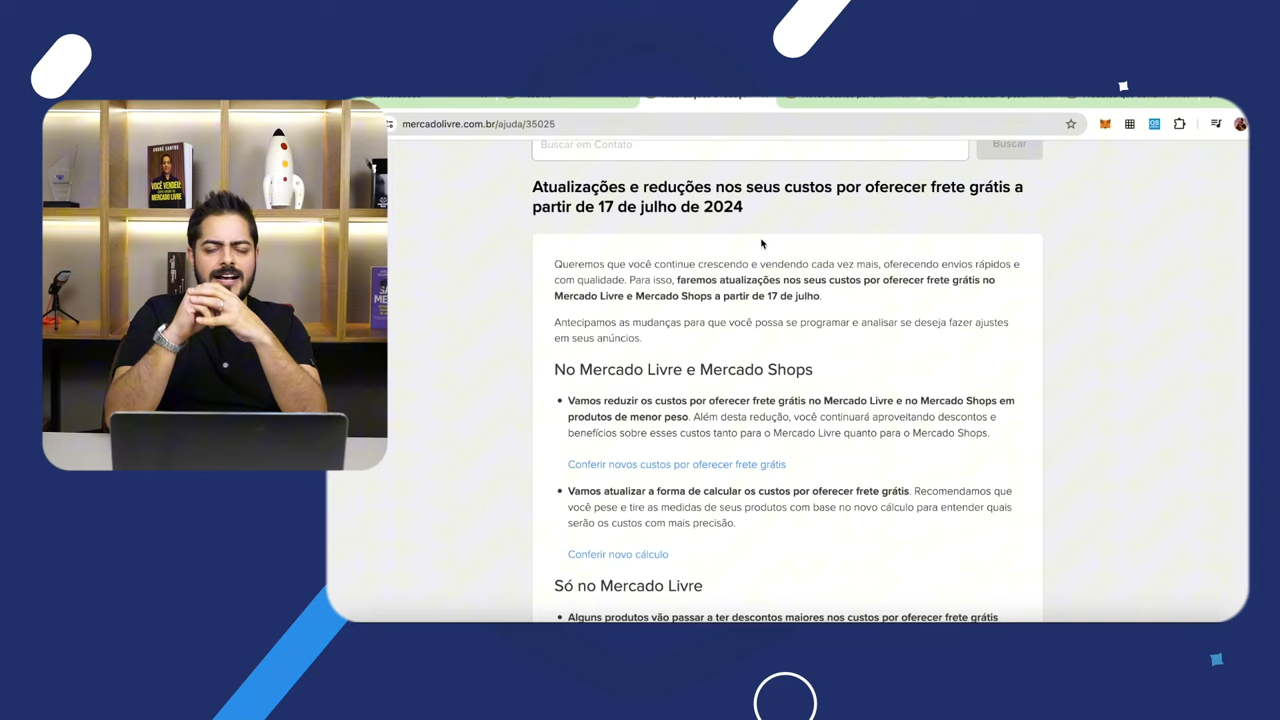 mercadolivre.com.br/ajuda/35025
Buscar em Contato
Buscar
Atualizações e reduções nos seus custos por oferecer frete grátis a
partir de 17 de julho de 2024
Queremos que você continue crescendo e vendendo cada vez mais, oferecendo envios rápidos e
com qualidade. Para isso, faremos atualizações nos seus custos por oferecer frete grátis no
Mercado Livre e Mercado Shops a partir de 17 de julho.
Antecipamos as mudanças para que você possa se programar e analisar se deseja fazer ajustes
em seus anúncios.
No Mercado Livre e Mercado Shops
• Vamos reduzir os custos por oferecer frete grátis no Mercado Livre e no Mercado Shops em
produtos de menor peso. Além desta redução, você continuará aproveitando descontos e
benefícios sobre esses custos tanto para o Mercado Livre quanto para o Mercado Shops.
Conferir novos custos por oferecer frete grátis
• Vamos atualizar a forma de calcular os custos por oferecer frete grátis. Recomendamos que
você pese e tire as medidas de seus produtos com base no novo cálculo para entender quais
serão os custos com mais precisão.
Conferir novo cálculo
Só no Mercado Livre
• Alguns produtos vão passar a ter descontos maiores nos custos por oferecer frete grátis
ANDRÉ SANTOS
VOCÊ VENDEU
MERCADO LIVRE